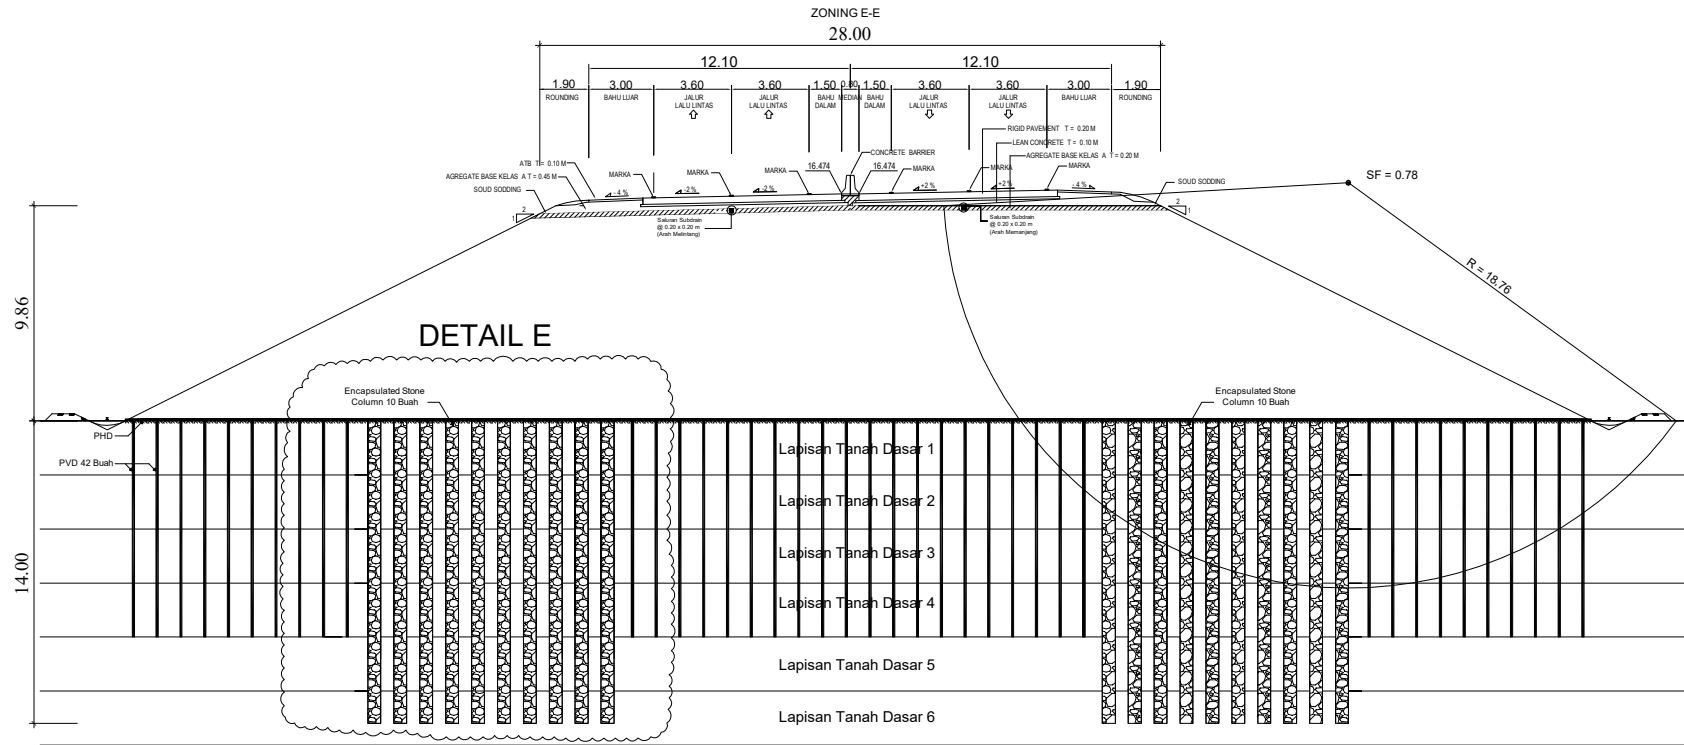 ZONING E-E
28.00
12.10 12.10
1.90 3.00 3.60 3.60 1.50 0.80 1.50 3.60 3.60 3.00 1.90
ROUNDING BAHU LUAR JALUR LALU LINTAS JALUR LALU LINTAS BAHU DALAM MEDIAN BAHU DALAM JALUR LALU LINTAS JALUR LALU LINTAS BAHU LUAR ROUNDING
RIGID PAVEMENT T = 0.20 M
LEAN CONCRETE T = 0.10 M
CONCRETE BARRIER
AGREGATE BASE KELAS A T = 0.20 M
ATB T = 0.10 M
AGREGATE BASE KELAS A T = 0.45 M
SOUD SODDING
MARKA
MARKA
MARKA
16.474
16.474
MARKA
MARKA
MARKA
SOUD SODDING
- 4 %
-2 %
-2 %
+2 %
+2 %
- 4 %
2
1
2
1
Saluran Subdrain
@ 0.20 x 0.20 m
(Arah Melintang)
Saluran Subdrain
@ 0.20 x 0.20 m
(Arah Memanjang)
SF = 0.78
R = 18,76
9.86
14.00
DETAIL E
Encapsulated Stone
Column 10 Buah
Encapsulated Stone
Column 10 Buah
PHD
PVD 42 Buah
Lapisan Tanah Dasar 1
Lapisan Tanah Dasar 2
Lapisan Tanah Dasar 3
Lapisan Tanah Dasar 4
Lapisan Tanah Dasar 5
Lapisan Tanah Dasar 6